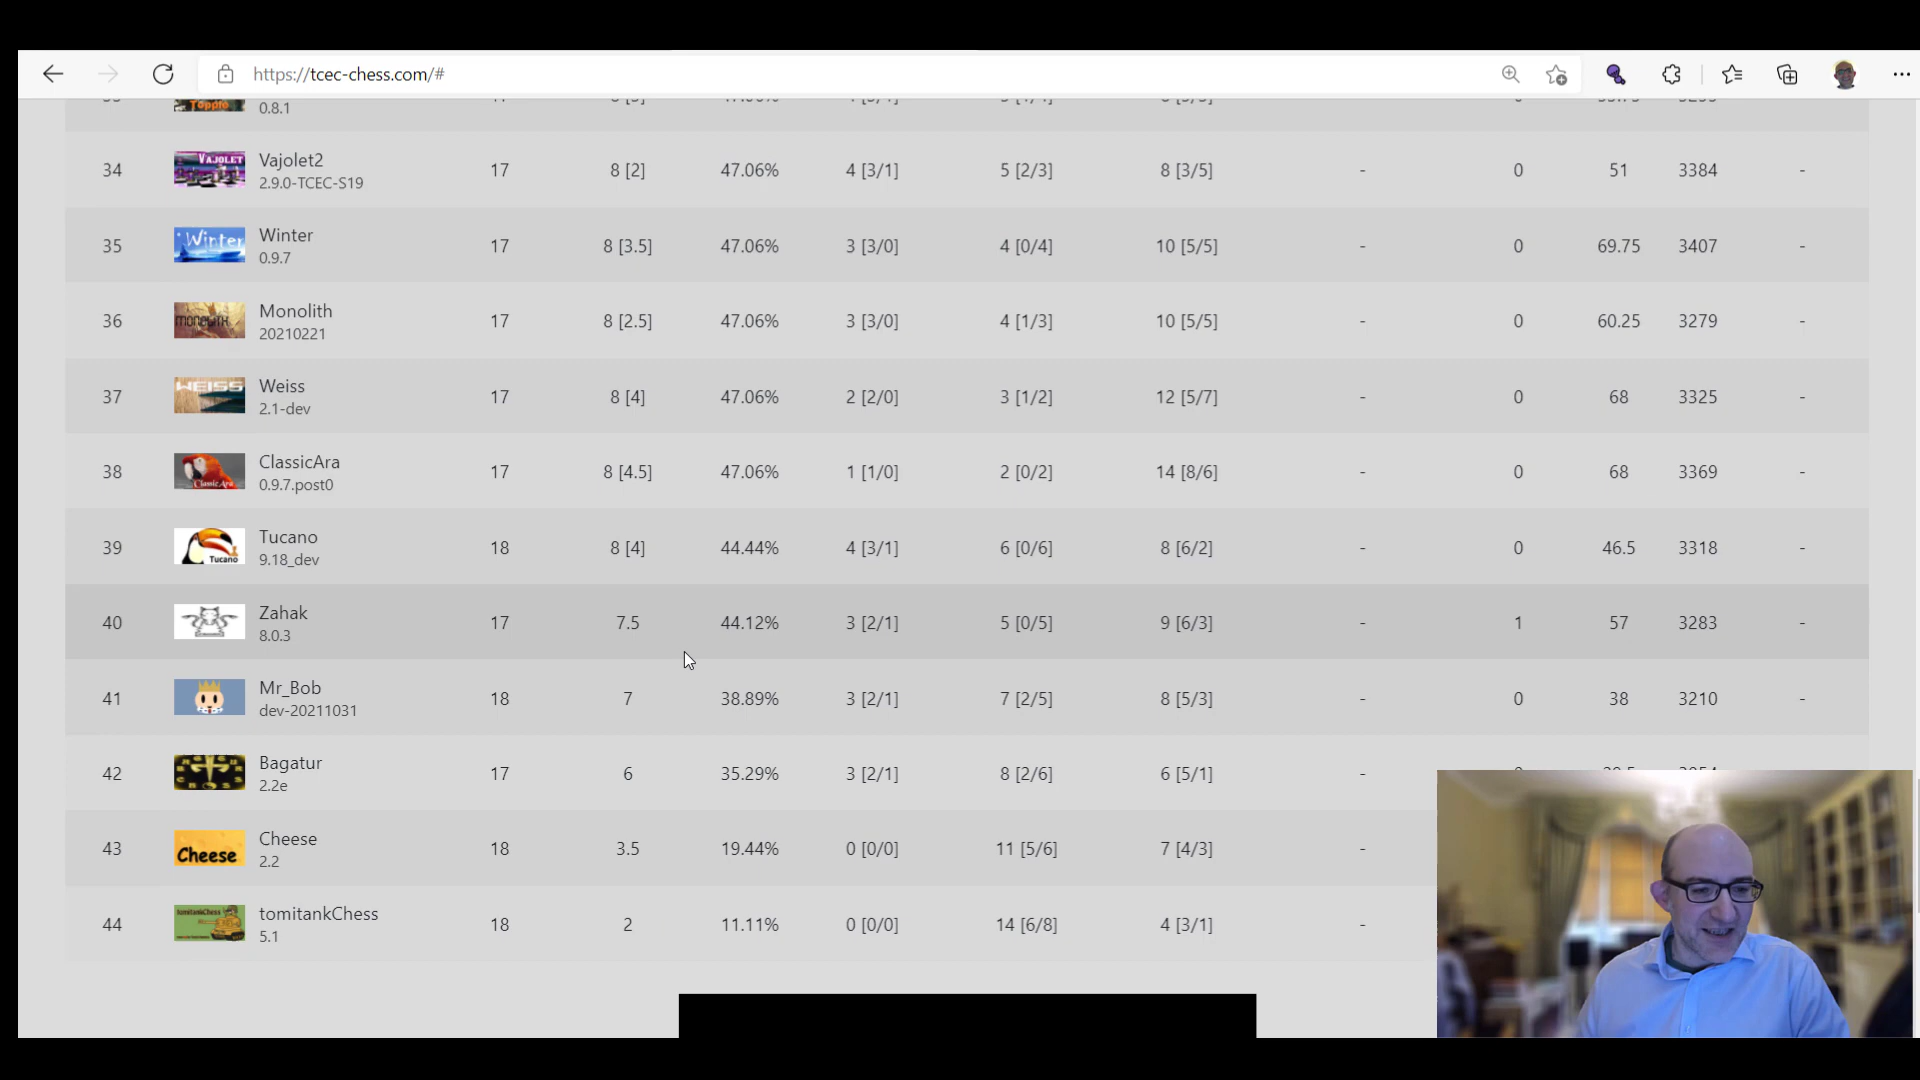 https://tcec-chess.com/#
0.8.1
34 VAJOLET Vajolet2 2.9.0-TCEC-S19 17 8 [2] 47.06% 4 [3/1] 5 [2/3] 8 [3/5] - 0 51 3384 -
35 Winter Winter 0.9.7 17 8 [3.5] 47.06% 3 [3/0] 4 [0/4] 10 [5/5] - 0 69.75 3407 -
36 MONOLITH Monolith 20210221 17 8 [2.5] 47.06% 3 [3/0] 4 [1/3] 10 [5/5] - 0 60.25 3279 -
37 WEISS Weiss 2.1-dev 17 8 [4] 47.06% 2 [2/0] 3 [1/2] 12 [5/7] - 0 68 3325 -
38 ClassicAra ClassicAra 0.9.7.post0 17 8 [4.5] 47.06% 1 [1/0] 2 [0/2] 14 [8/6] - 0 68 3369 -
39 Tucano Tucano 9.18_dev 18 8 [4] 44.44% 4 [3/1] 6 [0/6] 8 [6/2] - 0 46.5 3318 -
40 Zahak 8.0.3 17 7.5 44.12% 3 [2/1] 5 [0/5] 9 [6/3] - 1 57 3283 -
41 Mr_Bob dev-20211031 18 7 38.89% 3 [2/1] 7 [2/5] 8 [5/3] - 0 38 3210 -
42 Bagatur 2.2e 17 6 35.29% 3 [2/1] 8 [2/6] 6 [5/1] -
43 Cheese Cheese 2.2 18 3.5 19.44% 0 [0/0] 11 [5/6] 7 [4/3] -
44 tomitankChess tomitankChess 5.1 18 2 11.11% 0 [0/0] 14 [6/8] 4 [3/1] -